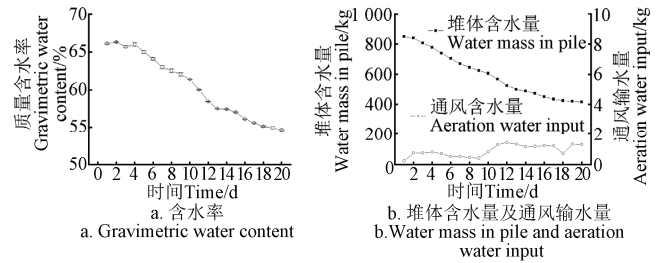 质量含水率
Gravimetric water
content/%
70
65
60
55
50
0 2 4 6 8 10 12 14 16 18 20
时间Time/d
a. 含水率
a. Gravimetric water content
堆体含水量
Water mass in pile/kg
1 000
800
600
400
200
0
堆体含水量
Water mass in pile
通风含水量
Aeration water input
10
8
6
4
2
0
通风输水量
Aeration water input/kg
0 2 4 6 8 10 12 14 16 18 20
时间Time/d
b. 堆体含水量及通风输水量
b.Water mass in pile and aeration
water input